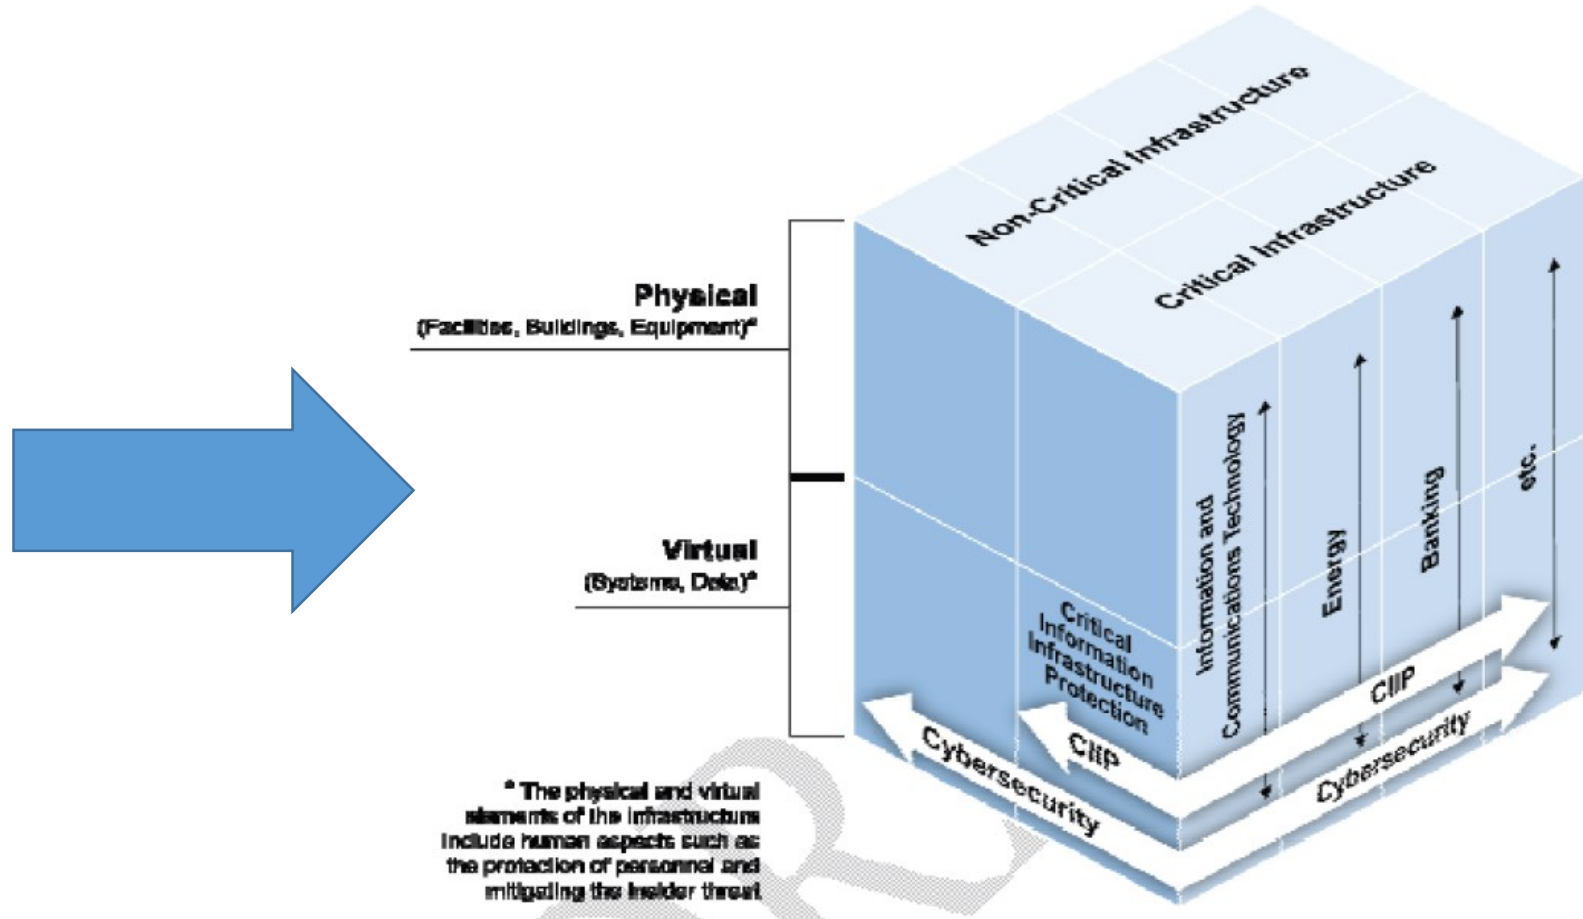 Non-Critical Infrastructure
Critical Infrastructure
Physical
(Facilities, Buildings, Equipment)ª
Virtual
(Systems, Data)ª
Information and
Communications Technology
Energy
Banking
etc.
Critical
Information
Infrastructure
Protection
CIIP
CIIP
Cybersecurity
Cybersecurity
ª The physical and virtual
elements of the infrastructure
include human aspects such as
the protection of personnel and
mitigating the insider threat